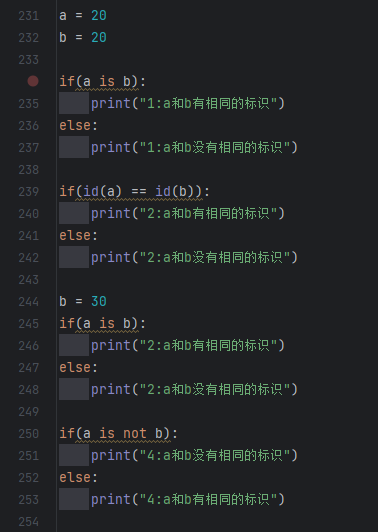 231 a = 20
232 b = 20
233
if(a is b):
235     print("1:a和b有相同的标识")
236 else:
237     print("1:a和b没有相同的标识")
238
239 if(id(a) == id(b)):
240     print("2:a和b有相同的标识")
241 else:
242     print("2:a和b没有相同的标识")
243
244 b = 30
245 if(a is b):
246     print("2:a和b有相同的标识")
247 else:
248     print("2:a和b没有相同的标识")
249
250 if(a is not b):
251     print("4:a和b没有相同的标识")
252 else:
253     print("4:a和b有相同的标识")
254